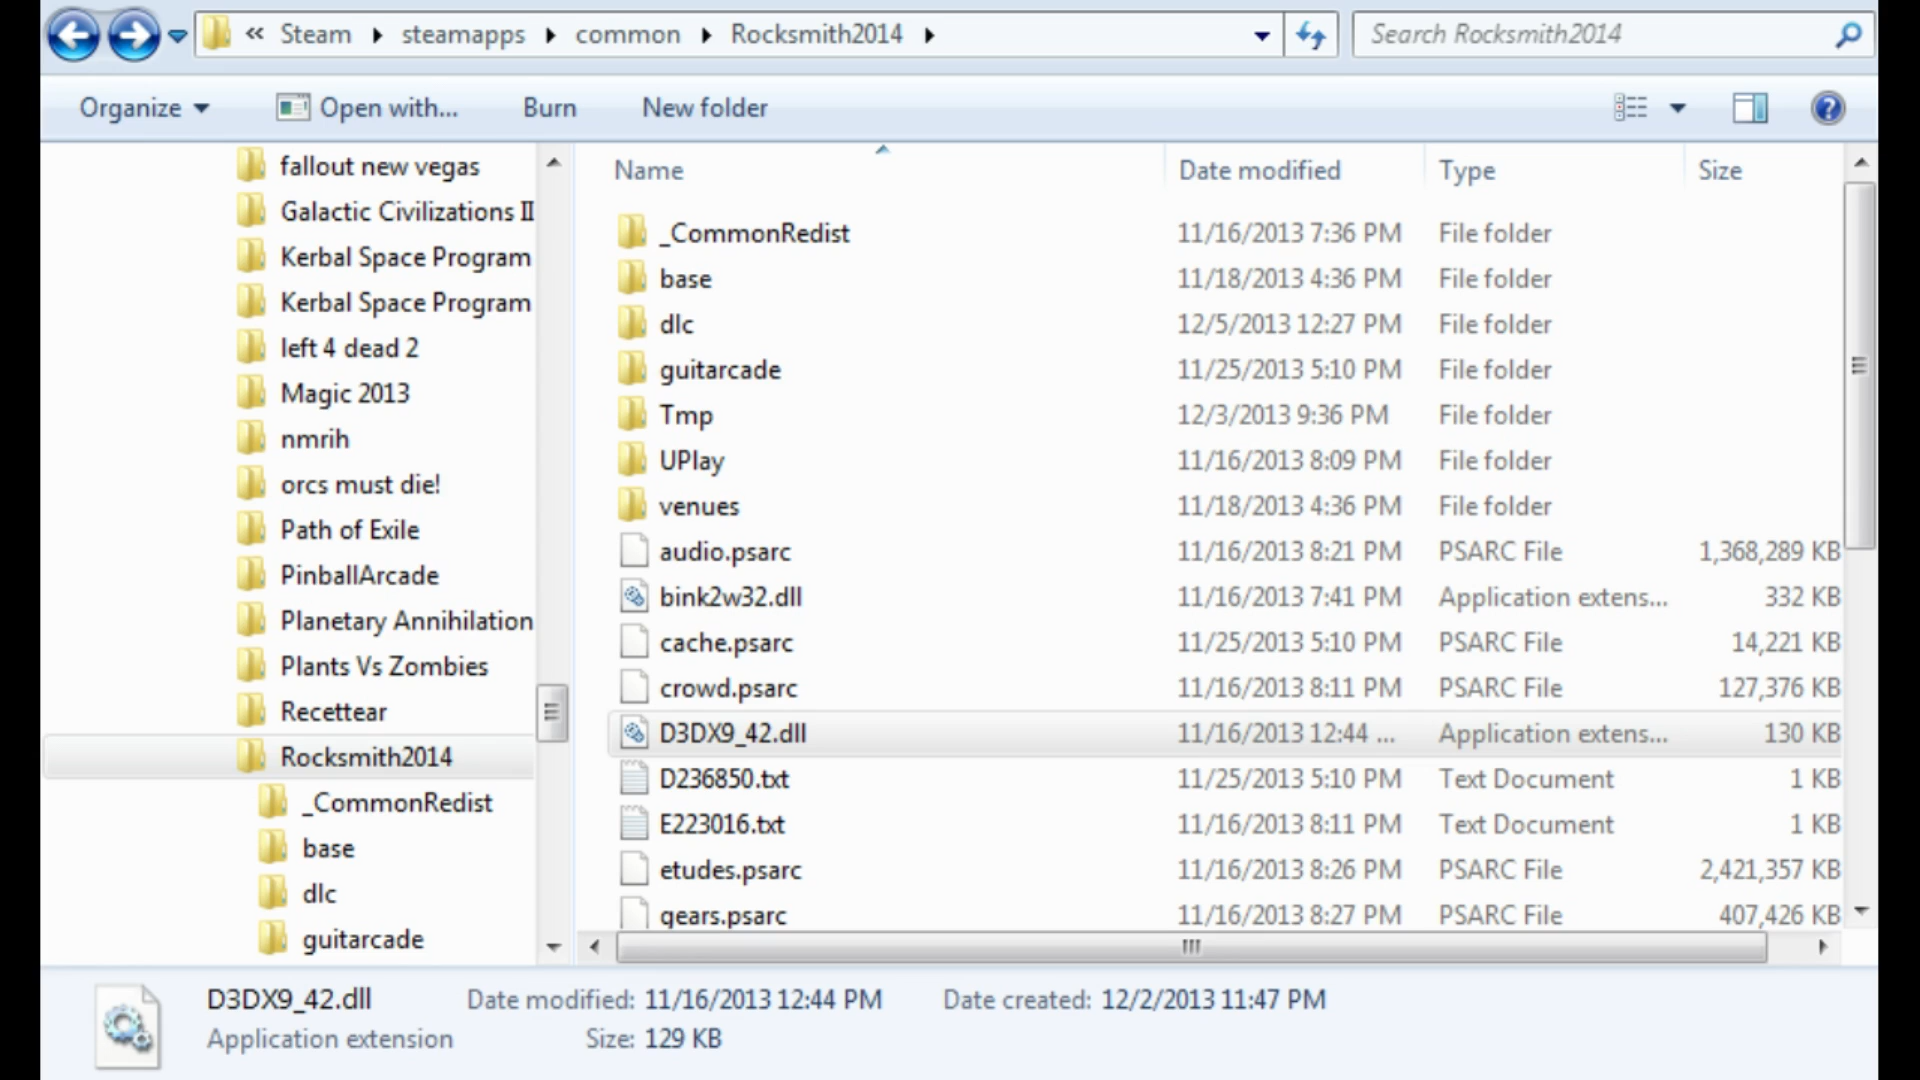 « Steam ▸ steamapps ▸ common ▸ Rocksmith2014 ▸ Search Rocksmith2014
Organize Open with... Burn New folder
fallout new vegas
Galactic Civilizations II
Kerbal Space Program
Kerbal Space Program
left 4 dead 2
Magic 2013
nmrih
orcs must die!
Path of Exile
PinballArcade
Planetary Annihilation
Plants Vs Zombies
Recettear
Rocksmith2014
_CommonRedist
base
dlc
guitarcade
Name Date modified Type Size
_CommonRedist 11/16/2013 7:36 PM File folder
base 11/18/2013 4:36 PM File folder
dlc 12/5/2013 12:27 PM File folder
guitarcade 11/25/2013 5:10 PM File folder
Tmp 12/3/2013 9:36 PM File folder
UPlay 11/16/2013 8:09 PM File folder
venues 11/18/2013 4:36 PM File folder
audio.psarc 11/16/2013 8:21 PM PSARC File 1,368,289 KB
bink2w32.dll 11/16/2013 7:41 PM Application extens... 332 KB
cache.psarc 11/25/2013 5:10 PM PSARC File 14,221 KB
crowd.psarc 11/16/2013 8:11 PM PSARC File 127,376 KB
D3DX9_42.dll 11/16/2013 12:44 ... Application extens... 130 KB
D236850.txt 11/25/2013 5:10 PM Text Document 1 KB
E223016.txt 11/16/2013 8:11 PM Text Document 1 KB
etudes.psarc 11/16/2013 8:26 PM PSARC File 2,421,357 KB
gears.psarc 11/16/2013 8:27 PM PSARC File 407,426 KB
D3DX9_42.dll Date modified: 11/16/2013 12:44 PM Date created: 12/2/2013 11:47 PM
Application extension Size: 129 KB